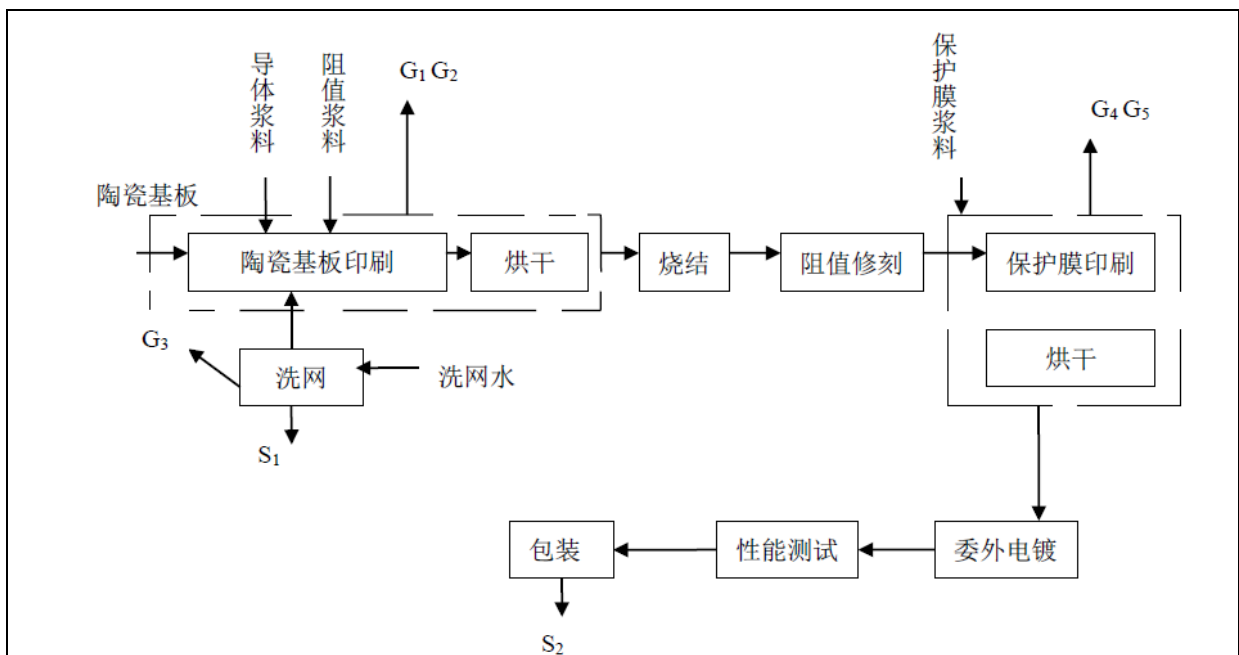 导体浆料
阻值浆料
G₁ G₂
保护膜浆料
G₄ G₅
陶瓷基板
陶瓷基板印刷
烘干
烧结
阻值修刻
保护膜印刷
G₃
洗网
洗网水
烘干
S₁
包装
性能测试
委外电镀
S₂